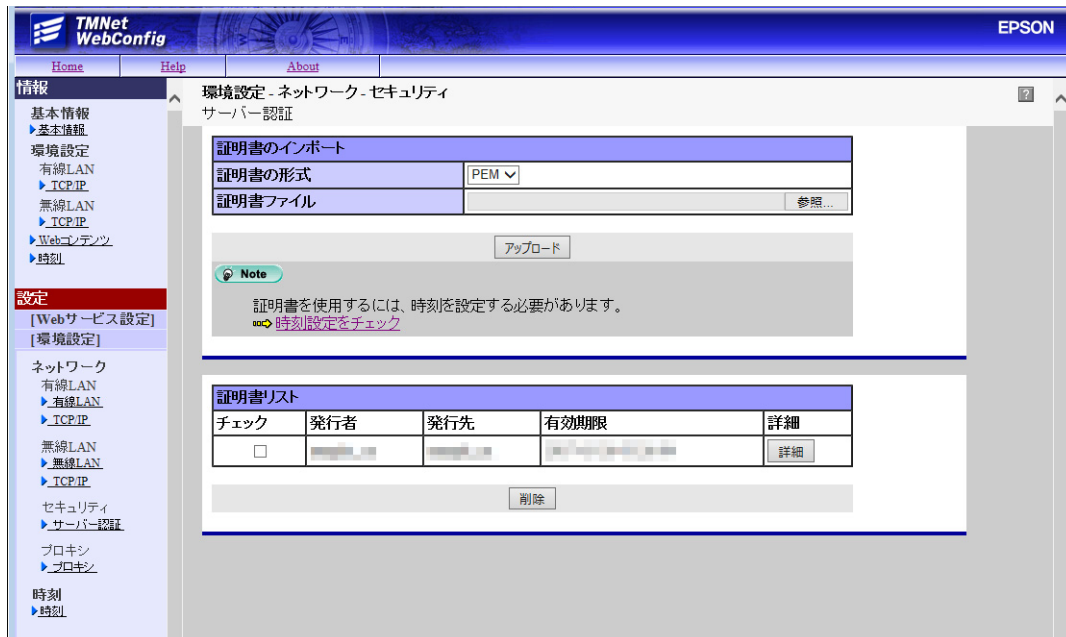 TMNet
WebConfig
EPSON
Home Help About
情報
基本情報
基本情報
環境設定
有線LAN
TCP/IP
無線LAN
TCP/IP
Webコンテンツ
時刻
設定
[Webサービス設定]
[環境設定]
ネットワーク
有線LAN
有線LAN
TCP/IP
無線LAN
無線LAN
TCP/IP
セキュリティ
サーバー認証
プロキシ
プロキシ
時刻
時刻
環境設定 - ネットワーク - セキュリティ
?
サーバー認証
証明書のインポート
証明書の形式 PEM
証明書ファイル 参照...
アップロード
Note
証明書を使用するには、時刻を設定する必要があります。
時刻設定をチェック
証明書リスト
チェック 発行者 発行先 有効期限 詳細
詳細
削除